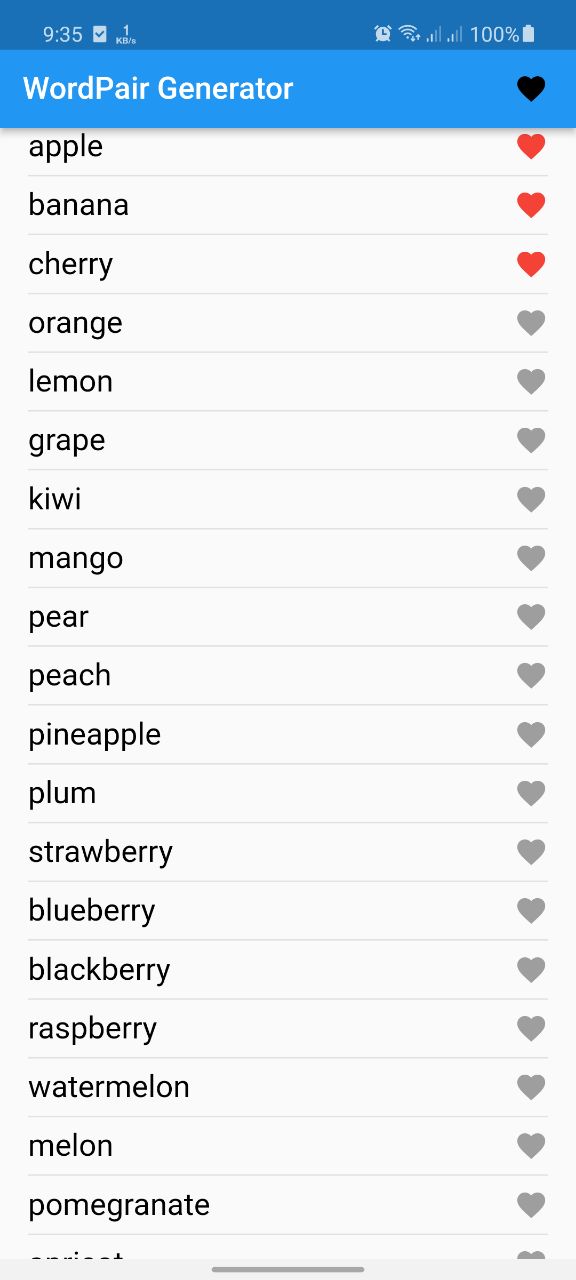 9:35 1 KB/s 100%
WordPair Generator
apple
banana
cherry
orange
lemon
grape
kiwi
mango
pear
peach
pineapple
plum
strawberry
blueberry
blackberry
raspberry
watermelon
melon
pomegranate